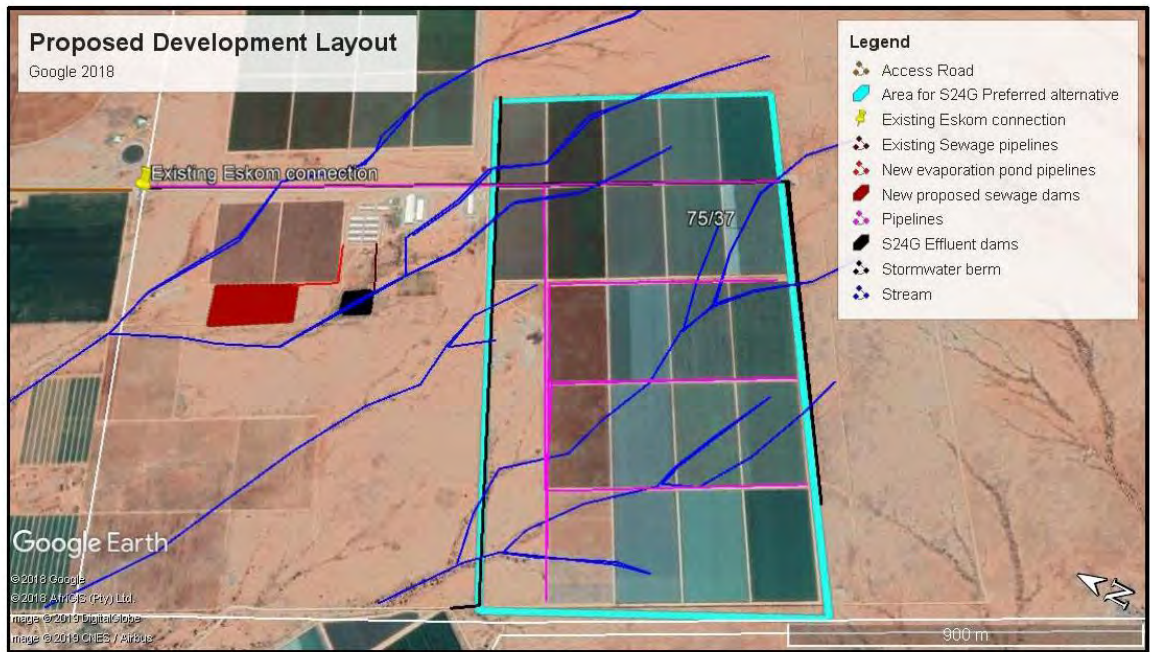 Proposed Development Layout
Google 2018
Legend
Access Road
Area for S24G Preferred alternative
Existing Eskom connection
Existing Sewage pipelines
New evaporation pond pipelines
New proposed sewage dams
Pipelines
S24G Effluent dams
Stormwater berm
Stream
Existing Eskom connection
75/37
Google Earth
© 2018 Google
© 2018 AfriGIS (Pty) Ltd.
mage © 2019 DigitalGlobe
mage © 2019 CNES / Airbus
N
900 m